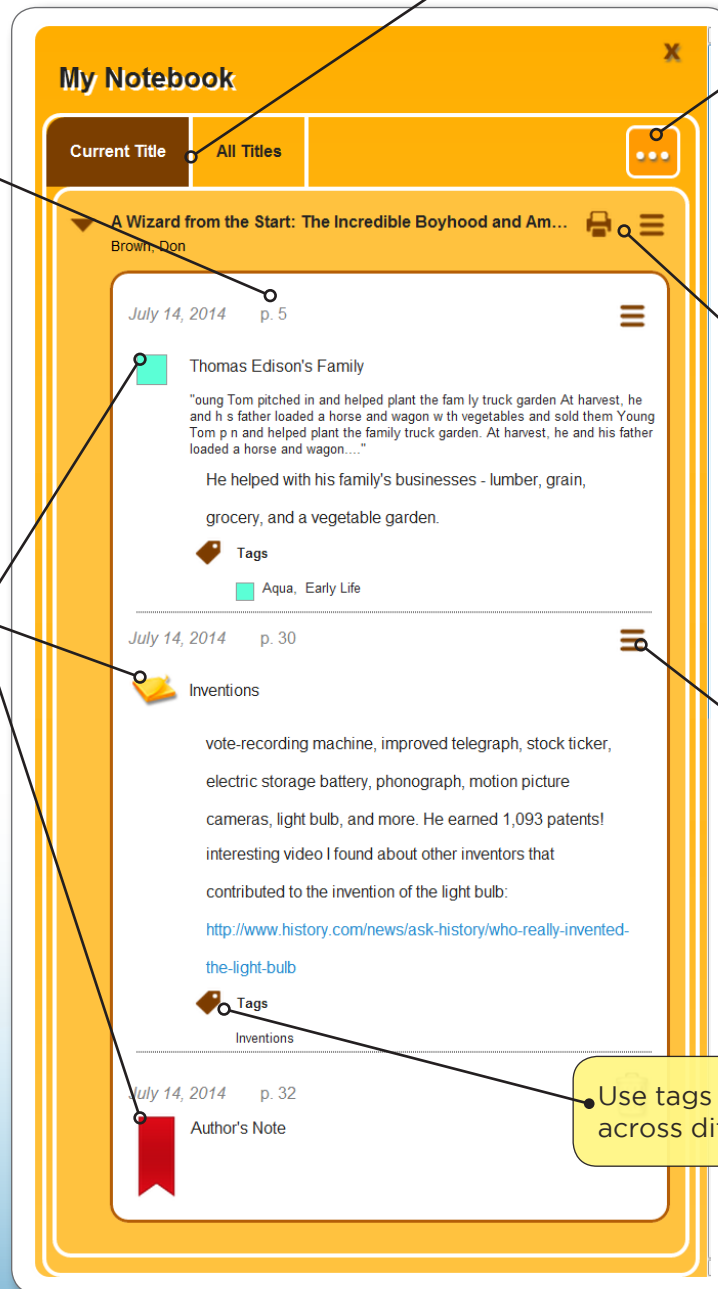 x
My Notebook
Current Title All Titles
A Wizard from the Start: The Incredible Boyhood and Am...
Brown, Don
July 14, 2014 p. 5
Thomas Edison's Family
"oung Tom pitched in and helped plant the fam ly truck garden At harvest, he
and h s father loaded a horse and wagon w th vegetables and sold them Young
Tom p n and helped plant the family truck garden. At harvest, he and his father
loaded a horse and wagon...."
He helped with his family's businesses - lumber, grain,
grocery, and a vegetable garden.
Tags
Aqua, Early Life
July 14, 2014 p. 30
Inventions
vote-recording machine, improved telegraph, stock ticker,
electric storage battery, phonograph, motion picture
cameras, light bulb, and more. He earned 1,093 patents!
interesting video I found about other inventors that
contributed to the invention of the light bulb:
http://www.history.com/news/ask-history/who-really-invented-
the-light-bulb
Tags
Inventions
July 14, 2014 p. 32
Author's Note
Use tags
across